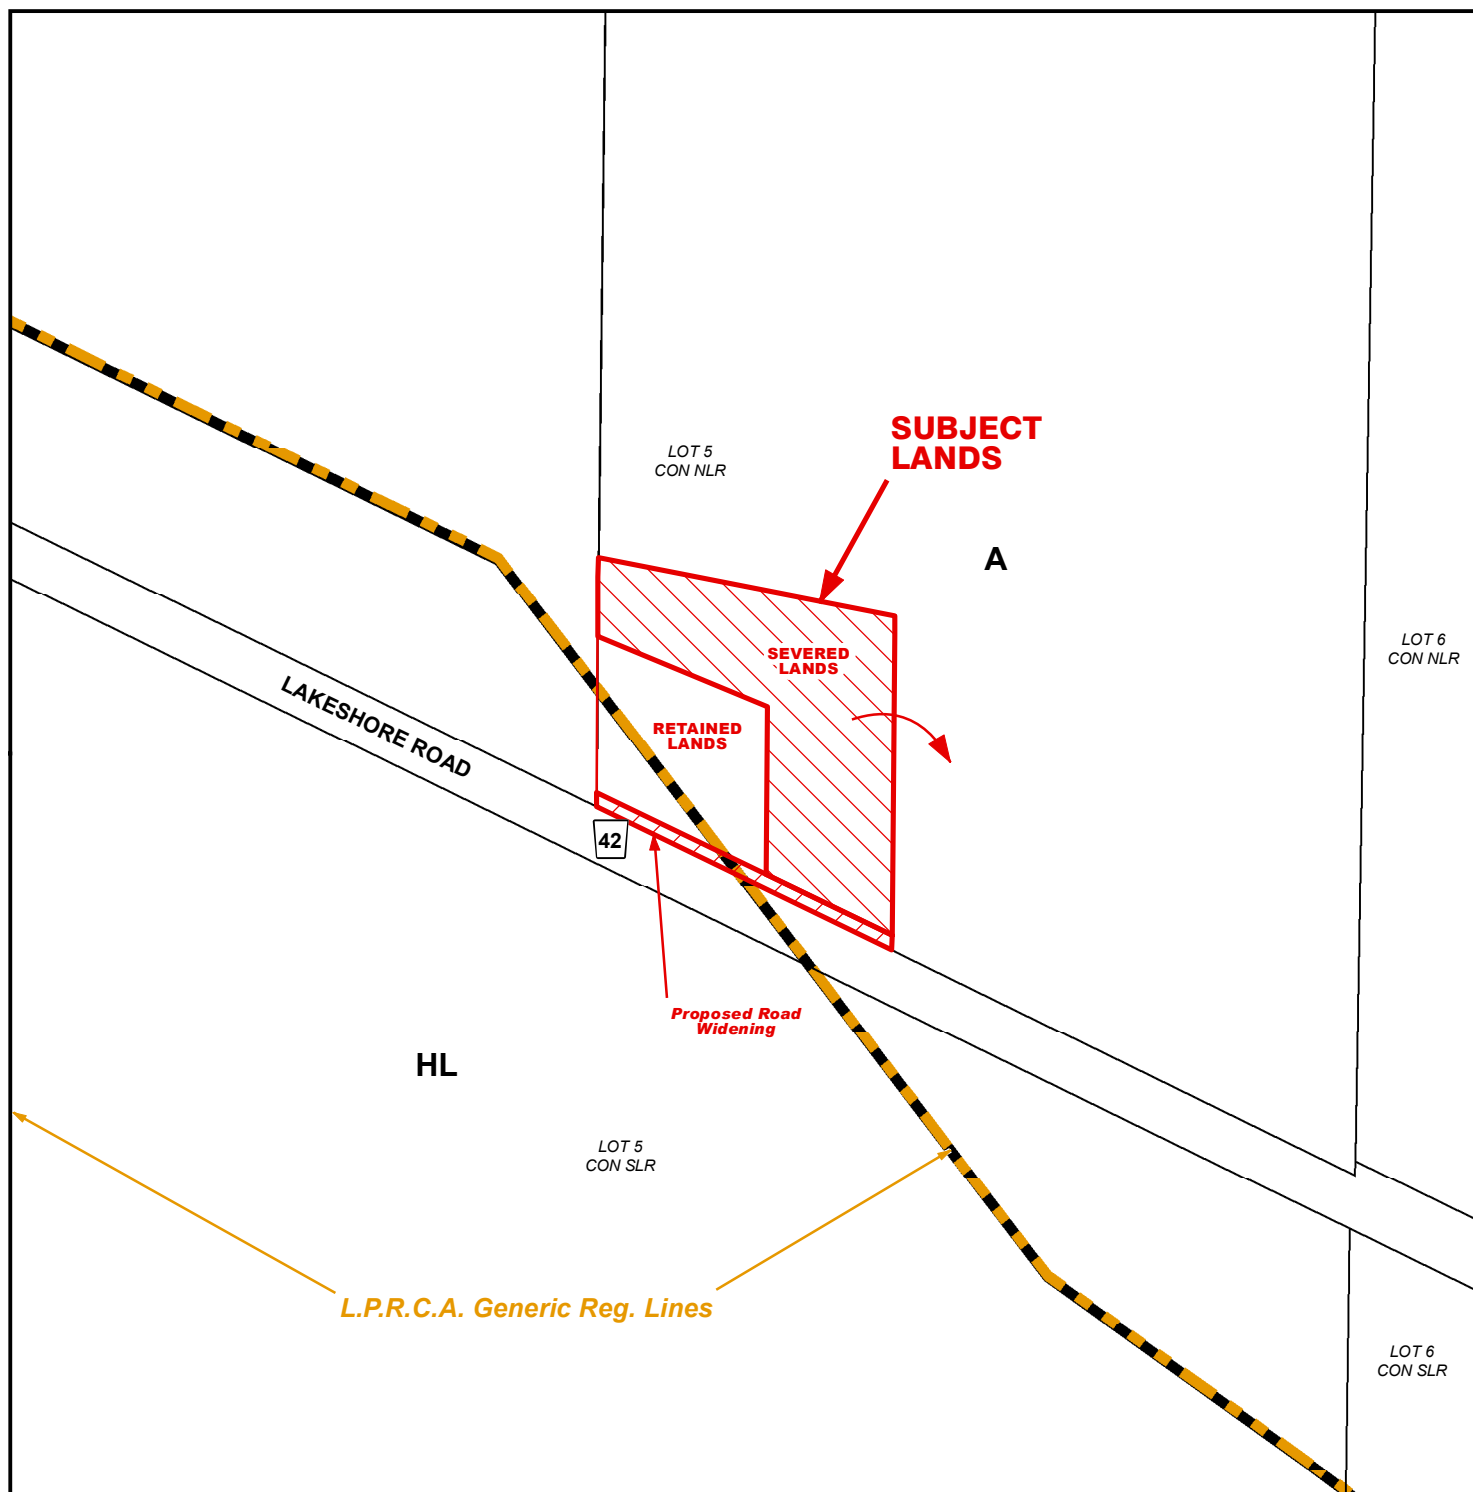 SUBJECT
LANDS
LOT 5
CON NLR
A
LOT 6
CON NLR
SEVERED
LANDS
LAKESHORE ROAD
RETAINED
LANDS
42
Proposed Road
Widening
HL
LOT 5
CON SLR
L.P.R.C.A. Generic Reg. Lines
LOT 6
CON SLR